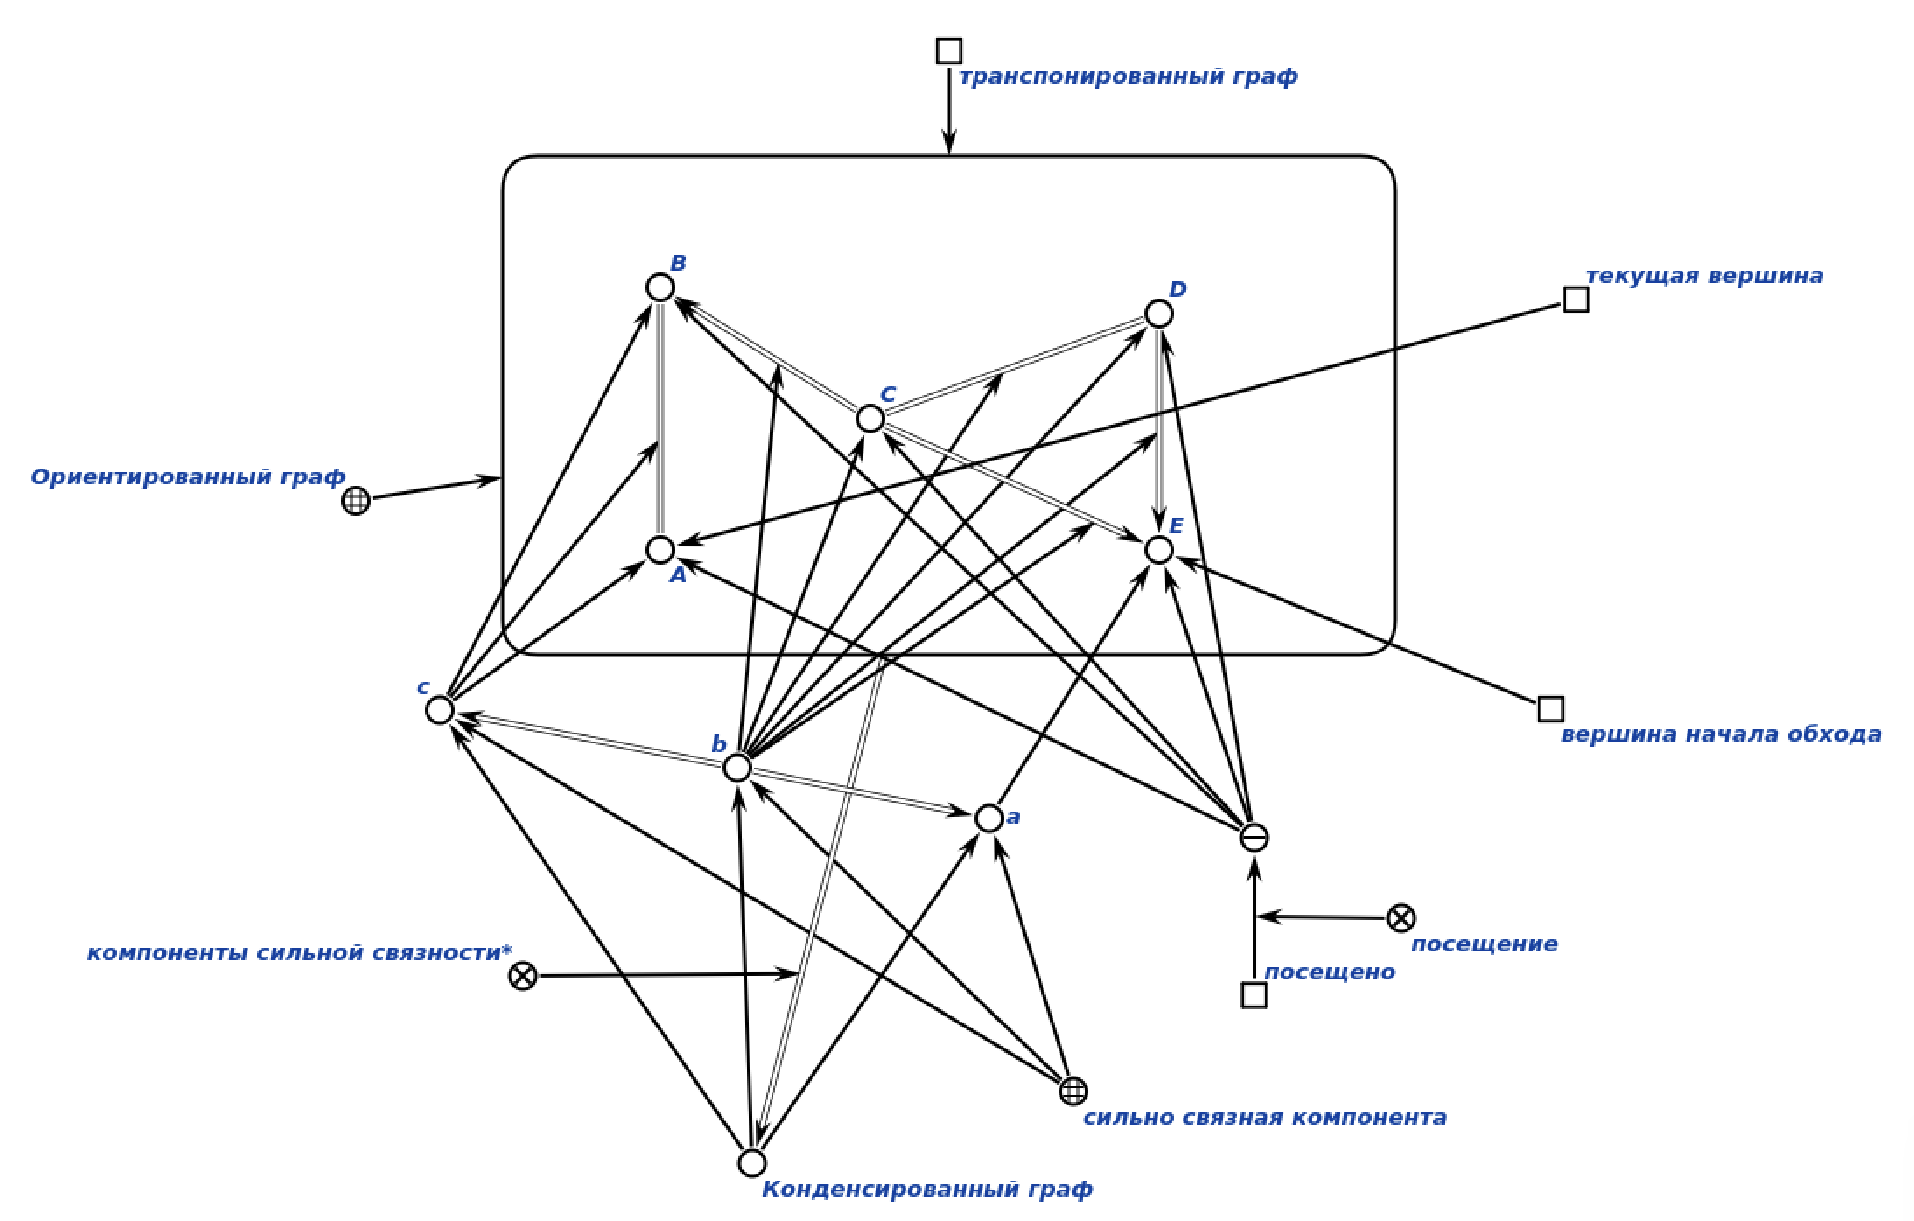 транспонированный граф
B
D
текущая вершина
C
Ориентированный граф
E
A
c
b
вершина начала обхода
a
посещение
компоненты сильной связности*
посещено
сильно связная компонента
Конденсированный граф